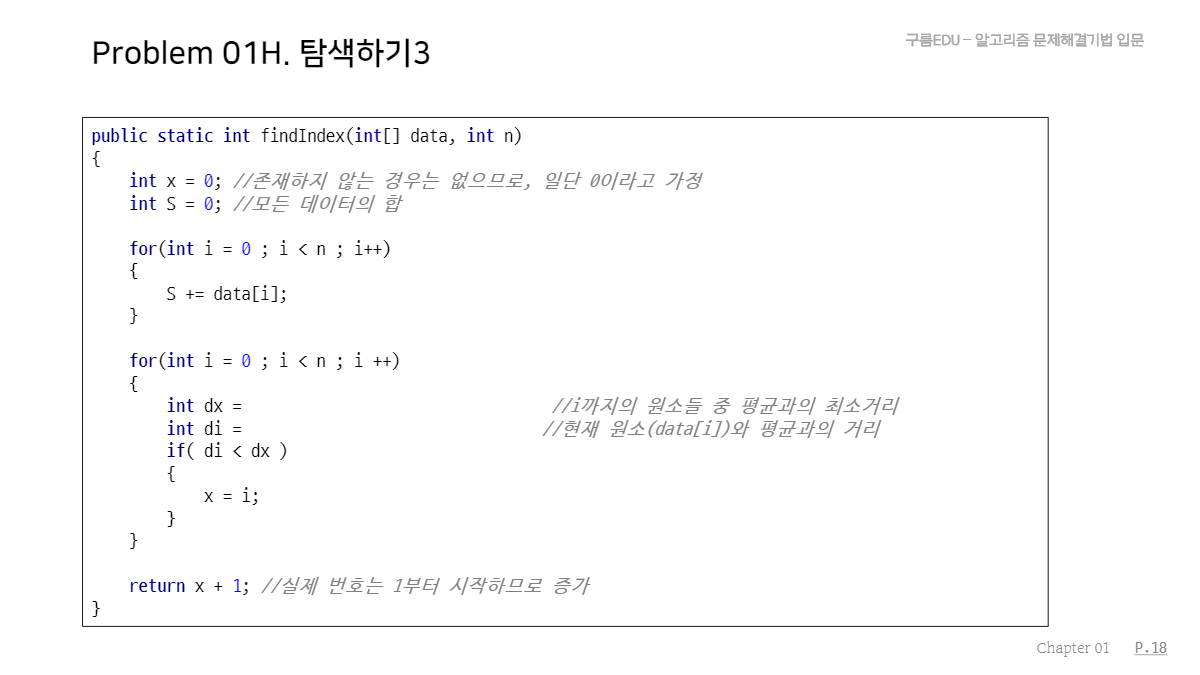 Problem 01H. 탐색하기3
구름EDU – 알고리즘 문제해결기법 입문
public static int findIndex(int[] data, int n)
{
int x = 0; //존재하지 않는 경우는 없으므로, 일단 0이라고 가정
int S = 0; //모든 데이터의 합
for(int i = 0 ; i < n ; i++)
{
S += data[i];
}
for(int i = 0 ; i < n ; i ++)
{
int dx = //i까지의 원소들 중 평균과의 최소거리
int di = //현재 원소(data[i])와 평균과의 거리
if( di < dx )
{
x = i;
}
}
return x + 1; //실제 번호는 1부터 시작하므로 증가
}
Chapter 01 P.18